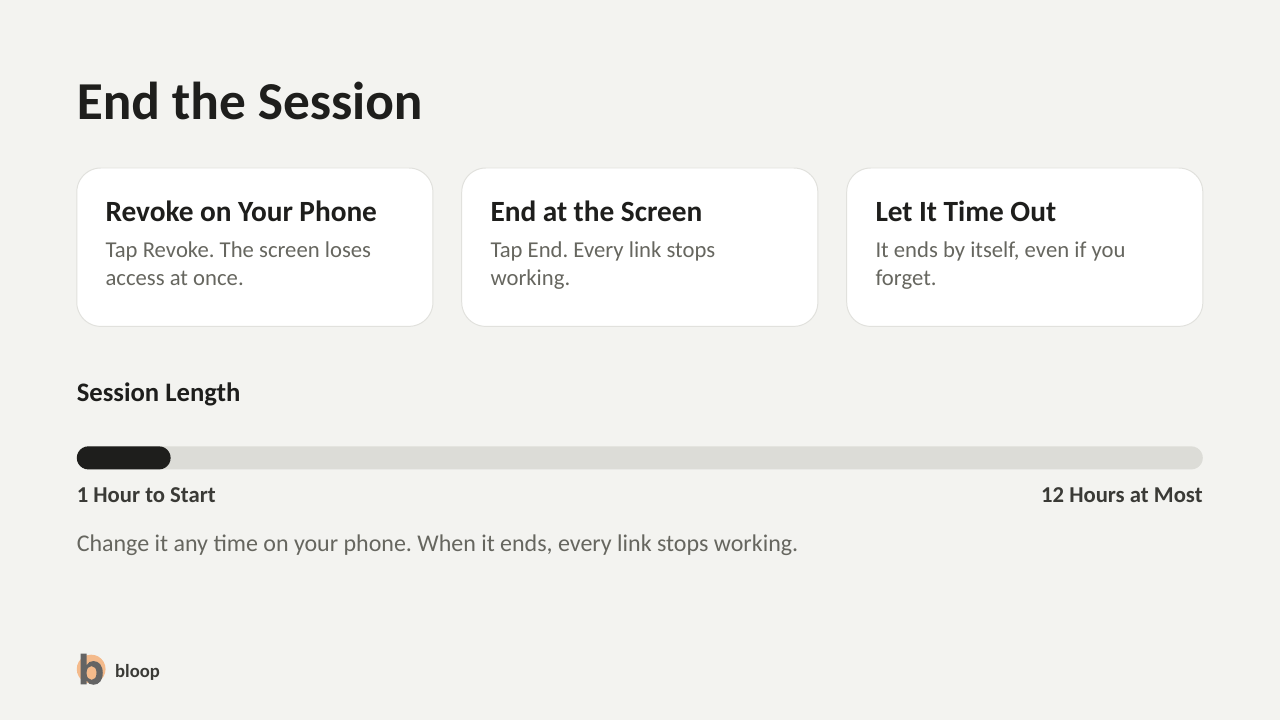 End the Session
Revoke on Your Phone
Tap Revoke. The screen loses
access at once.
End at the Screen
Tap End. Every link stops
working.
Let It Time Out
It ends by itself, even if you
forget.
Session Length
1 Hour to Start
12 Hours at Most
Change it any time on your phone. When it ends, every link stops working.
b bloop